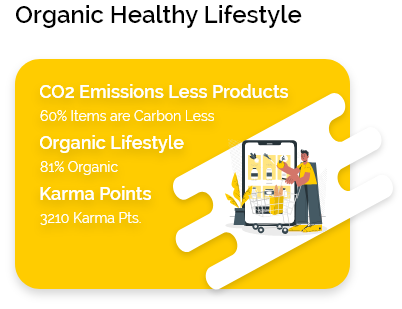 Organic Healthy Lifestyle
CO2 Emissions Less Products
60% Items are Carbon Less
Organic Lifestyle
81% Organic
Karma Points
3210 Karma Pts.